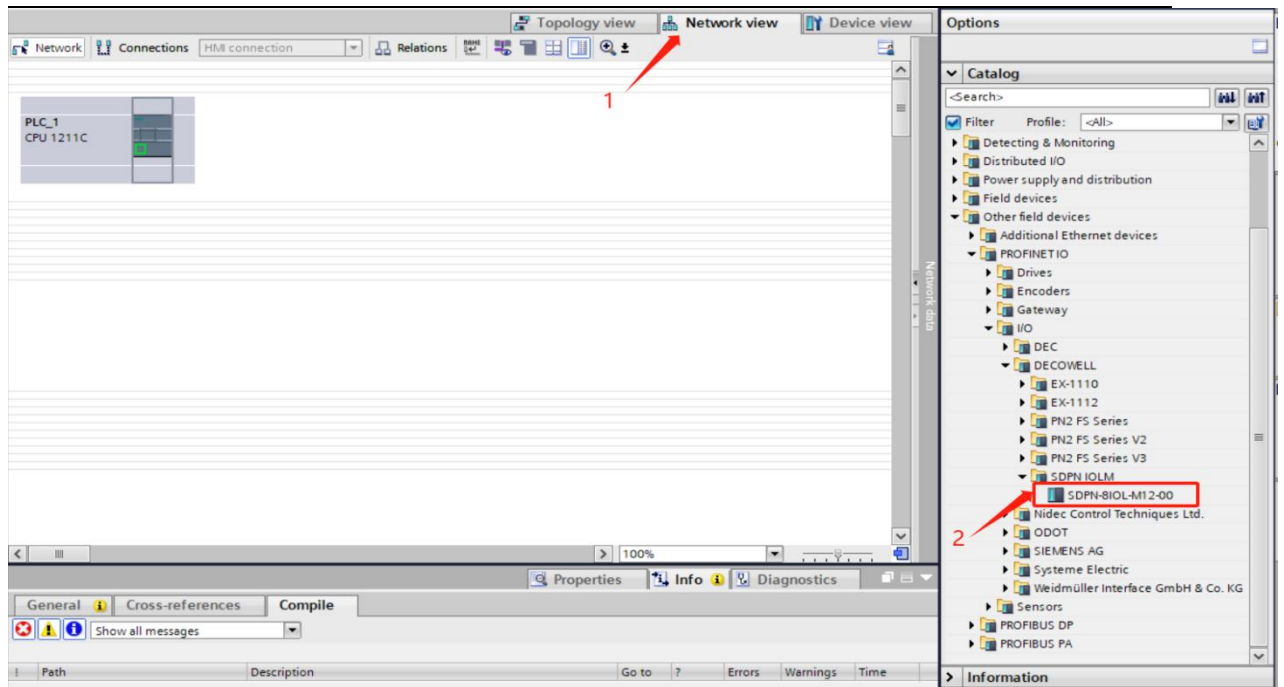 Topology view Network view Device view
Network Connections HMI connection Relations
1
PLC_1
CPU 1211C
Network data
100%
Properties Info Diagnostics
General Cross-references Compile
Show all messages
! Path Description Go to ? Errors Warnings Time
Options
Catalog
<Search>
Filter Profile: <All>
Detecting & Monitoring
Distributed I/O
Power supply and distribution
Field devices
Other field devices
Additional Ethernet devices
PROFINET IO
Drives
Encoders
Gateway
I/O
DEC
DECOWELL
EX-1110
EX-1112
PN2 FS Series
PN2 FS Series V2
PN2 FS Series V3
SDPN IOLM
SDPN-8IOL-M12-00
2
Nidec Control Techniques Ltd.
ODOT
SIEMENS AG
Systeme Electric
Weidmüller Interface GmbH & Co. KG
Sensors
PROFIBUS DP
PROFIBUS PA
Information